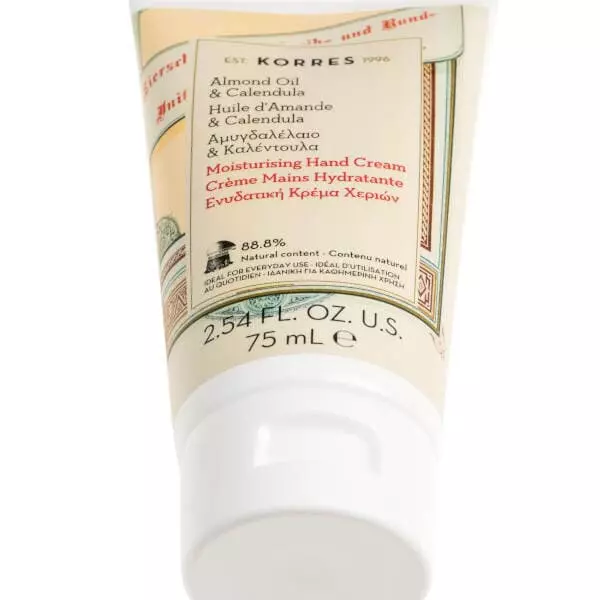 und Rund-
EST. KORRES 1996
Almond Oil
& Calendula
Huile d'Amande
& Calendula
Αμυγδαλέλαιο
& Καλέντουλα
Moisturising Hand Cream
Crème Mains Hydratante
Ενυδατική Κρέμα Χεριών
88.8%
Natural content - Contenu naturel
IDEAL FOR EVERYDAY USE - IDÉAL D'UTILISATION
AU QUOTIDIEN - ΙΔΑΝΙΚΗ ΓΙΑ ΚΑΘΗΜΕΡΙΝΗ ΧΡΗΣΗ
2.54 FL. OZ. U.S.
75 mL ℮